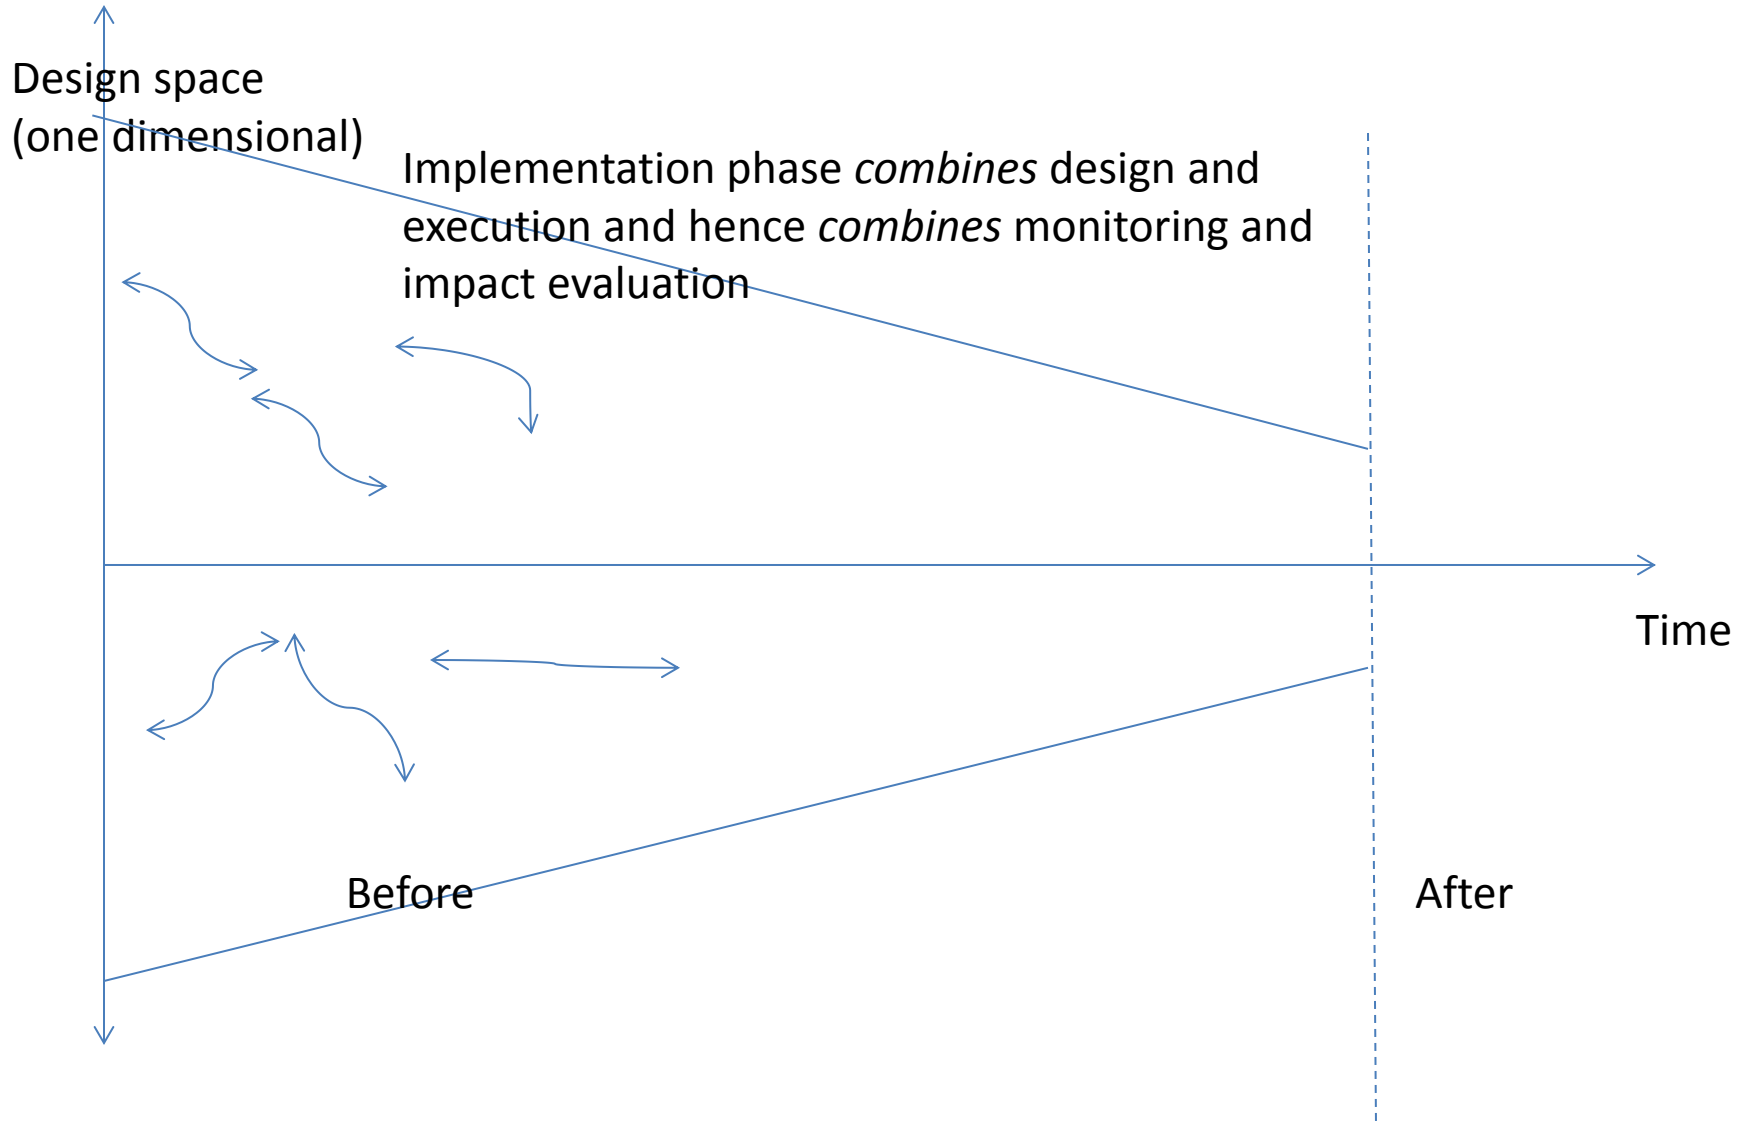 Design space
(one dimensional)
Implementation phase combines design and
execution and hence combines monitoring and
impact evaluation
Time
Before
After